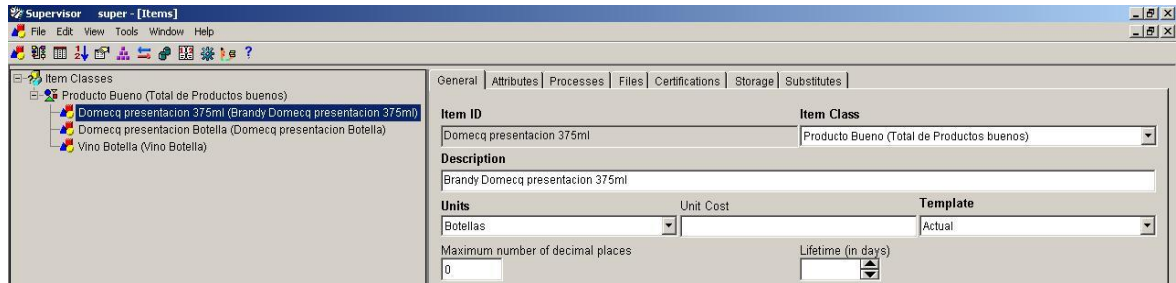 Supervisor super - [Items]
File Edit View Tools Window Help
Item Classes
Producto Bueno (Total de Productos buenos)
Domecq presentacion 375ml (Brandy Domecq presentacion 375ml)
Domecq presentacion Botella (Domecq presentacion Botella)
Vino Botella (Vino Botella)
General Attributes Processes Files Certifications Storage Substitutes
Item ID Item Class
Domecq presentacion 375ml Producto Bueno (Total de Productos buenos)
Description
Brandy Domecq presentacion 375ml
Units Unit Cost Template
Botellas Actual
Maximum number of decimal places Lifetime (in days)
0